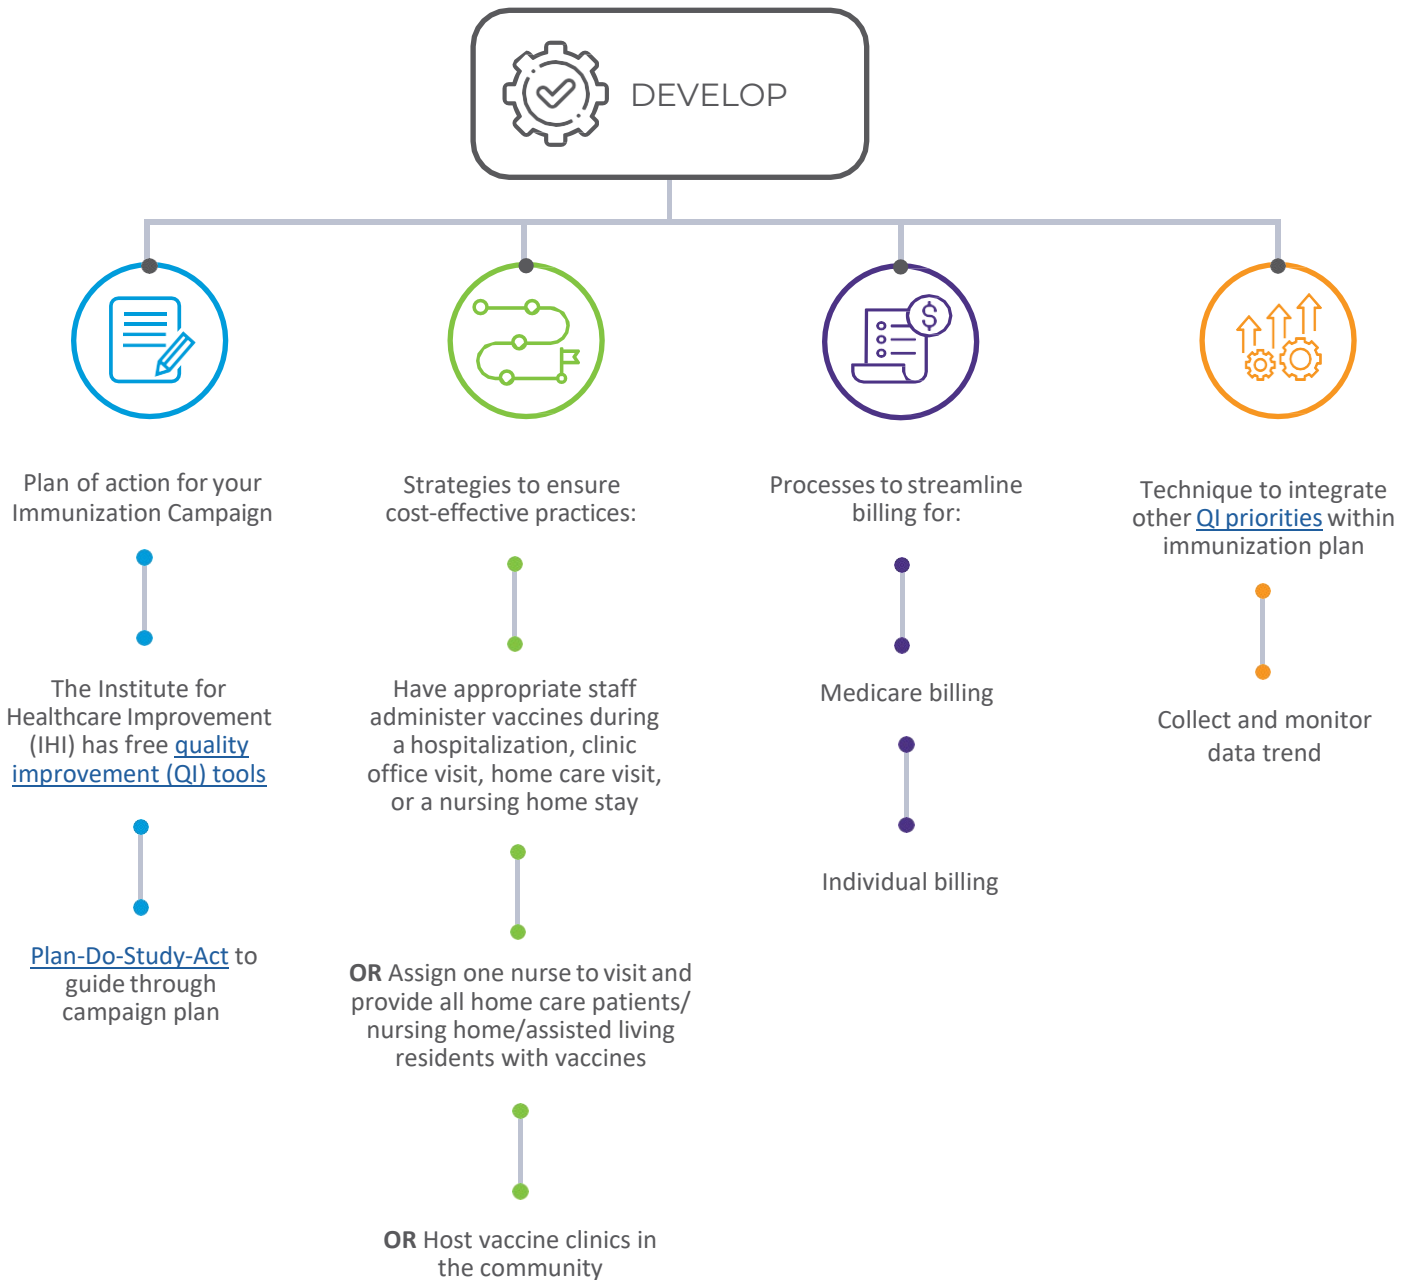 DEVELOP
Plan of action for your
Immunization Campaign
The Institute for
Healthcare Improvement
(IHI) has free quality
improvement (QI) tools
Plan-Do-Study-Act to
guide through
campaign plan
Strategies to ensure
cost-effective practices:
Have appropriate staff
administer vaccines during
a hospitalization, clinic
office visit, home care visit,
or a nursing home stay
OR Assign one nurse to visit and
provide all home care patients/
nursing home/assisted living
residents with vaccines
OR Host vaccine clinics in
the community
$
Processes to streamline
billing for:
Medicare billing
Individual billing
Technique to integrate
other QI priorities within
immunization plan
Collect and monitor
data trend